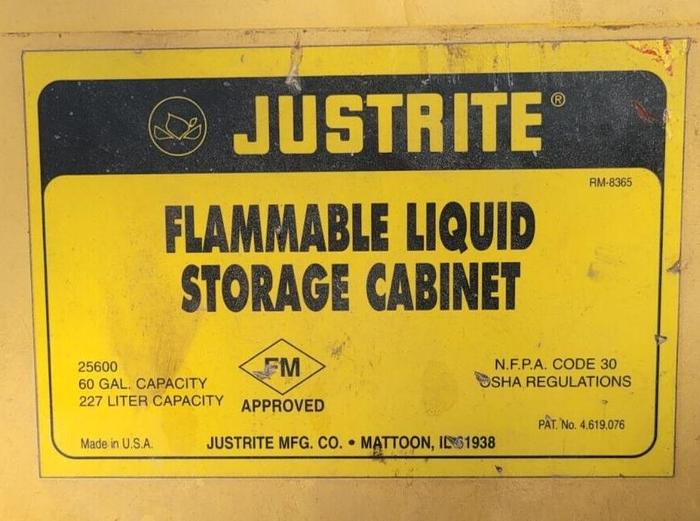 JUSTRITE®
RM-8365
FLAMMABLE LIQUID
STORAGE CABINET
25600
60 GAL. CAPACITY
227 LITER CAPACITY
FM
APPROVED
N.F.P.A. CODE 30
OSHA REGULATIONS
PAT. No. 4.619,076
Made in U.S.A.
JUSTRITE MFG. CO. • MATTOON, IL 61938